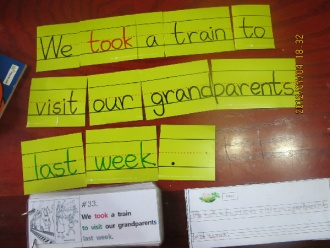 We took a train to
visit our grandparents
last week.
#33.
We took a train
to visit our grandparents
last week.